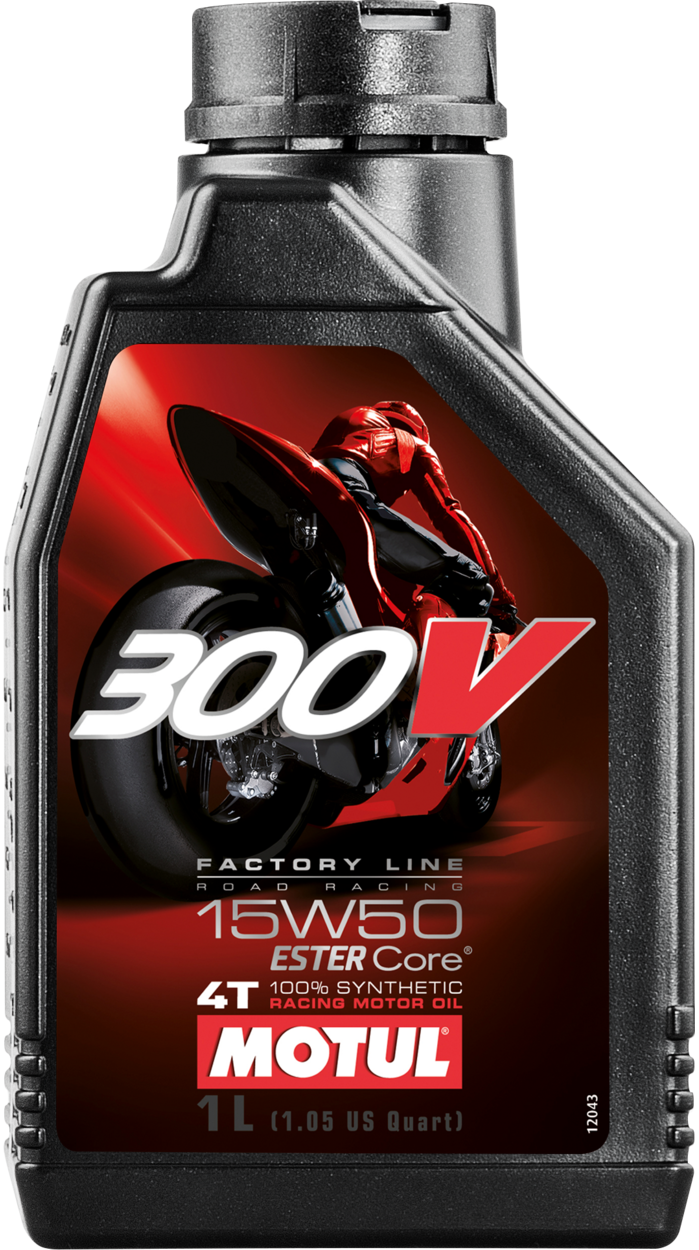 300V
FACTORY LINE
ROAD RACING
15W50
ESTER Core®
4T 100% SYNTHETIC
RACING MOTOR OIL
MOTUL®
1L (1.05 US Quart)
12043